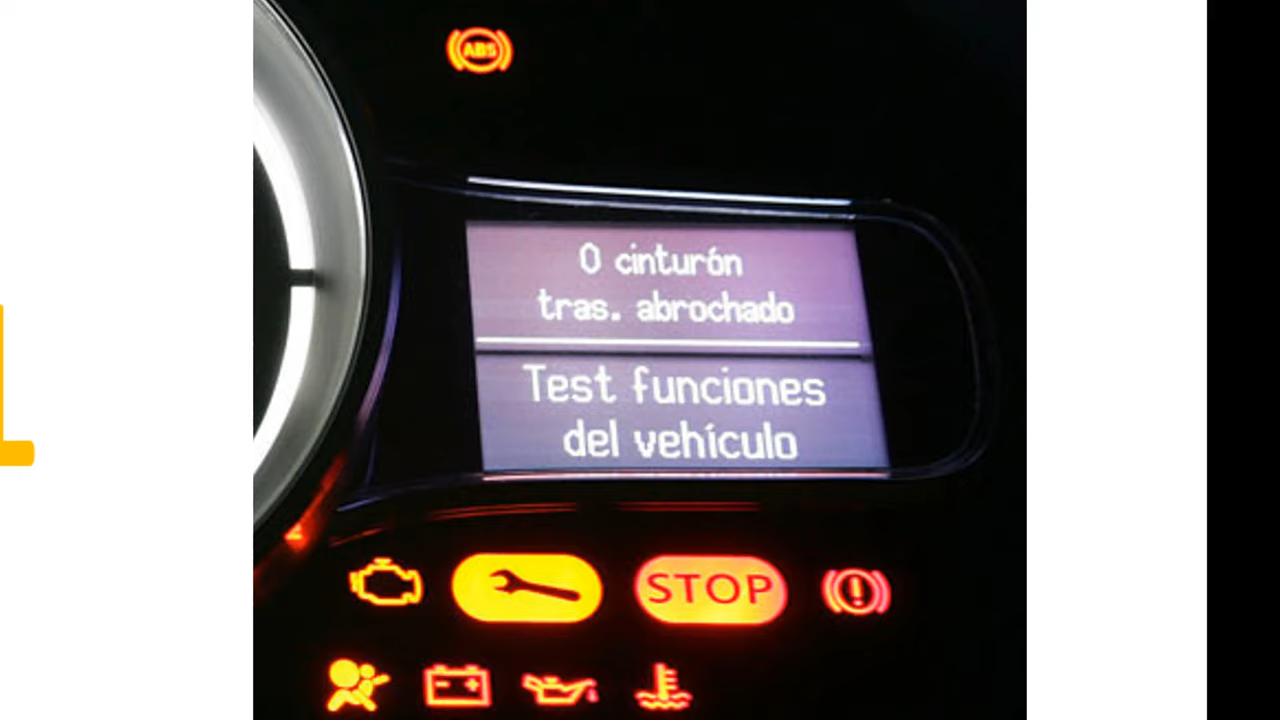 ABS
0 cinturón
tras. abrochado
Test funciones
del vehículo
STOP